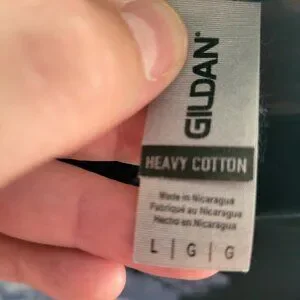 GILDAN®
HEAVY COTTON
Made in Nicaragua
Fabriqué au Nicaragua
Hecho en Nicaragua
L | G | G